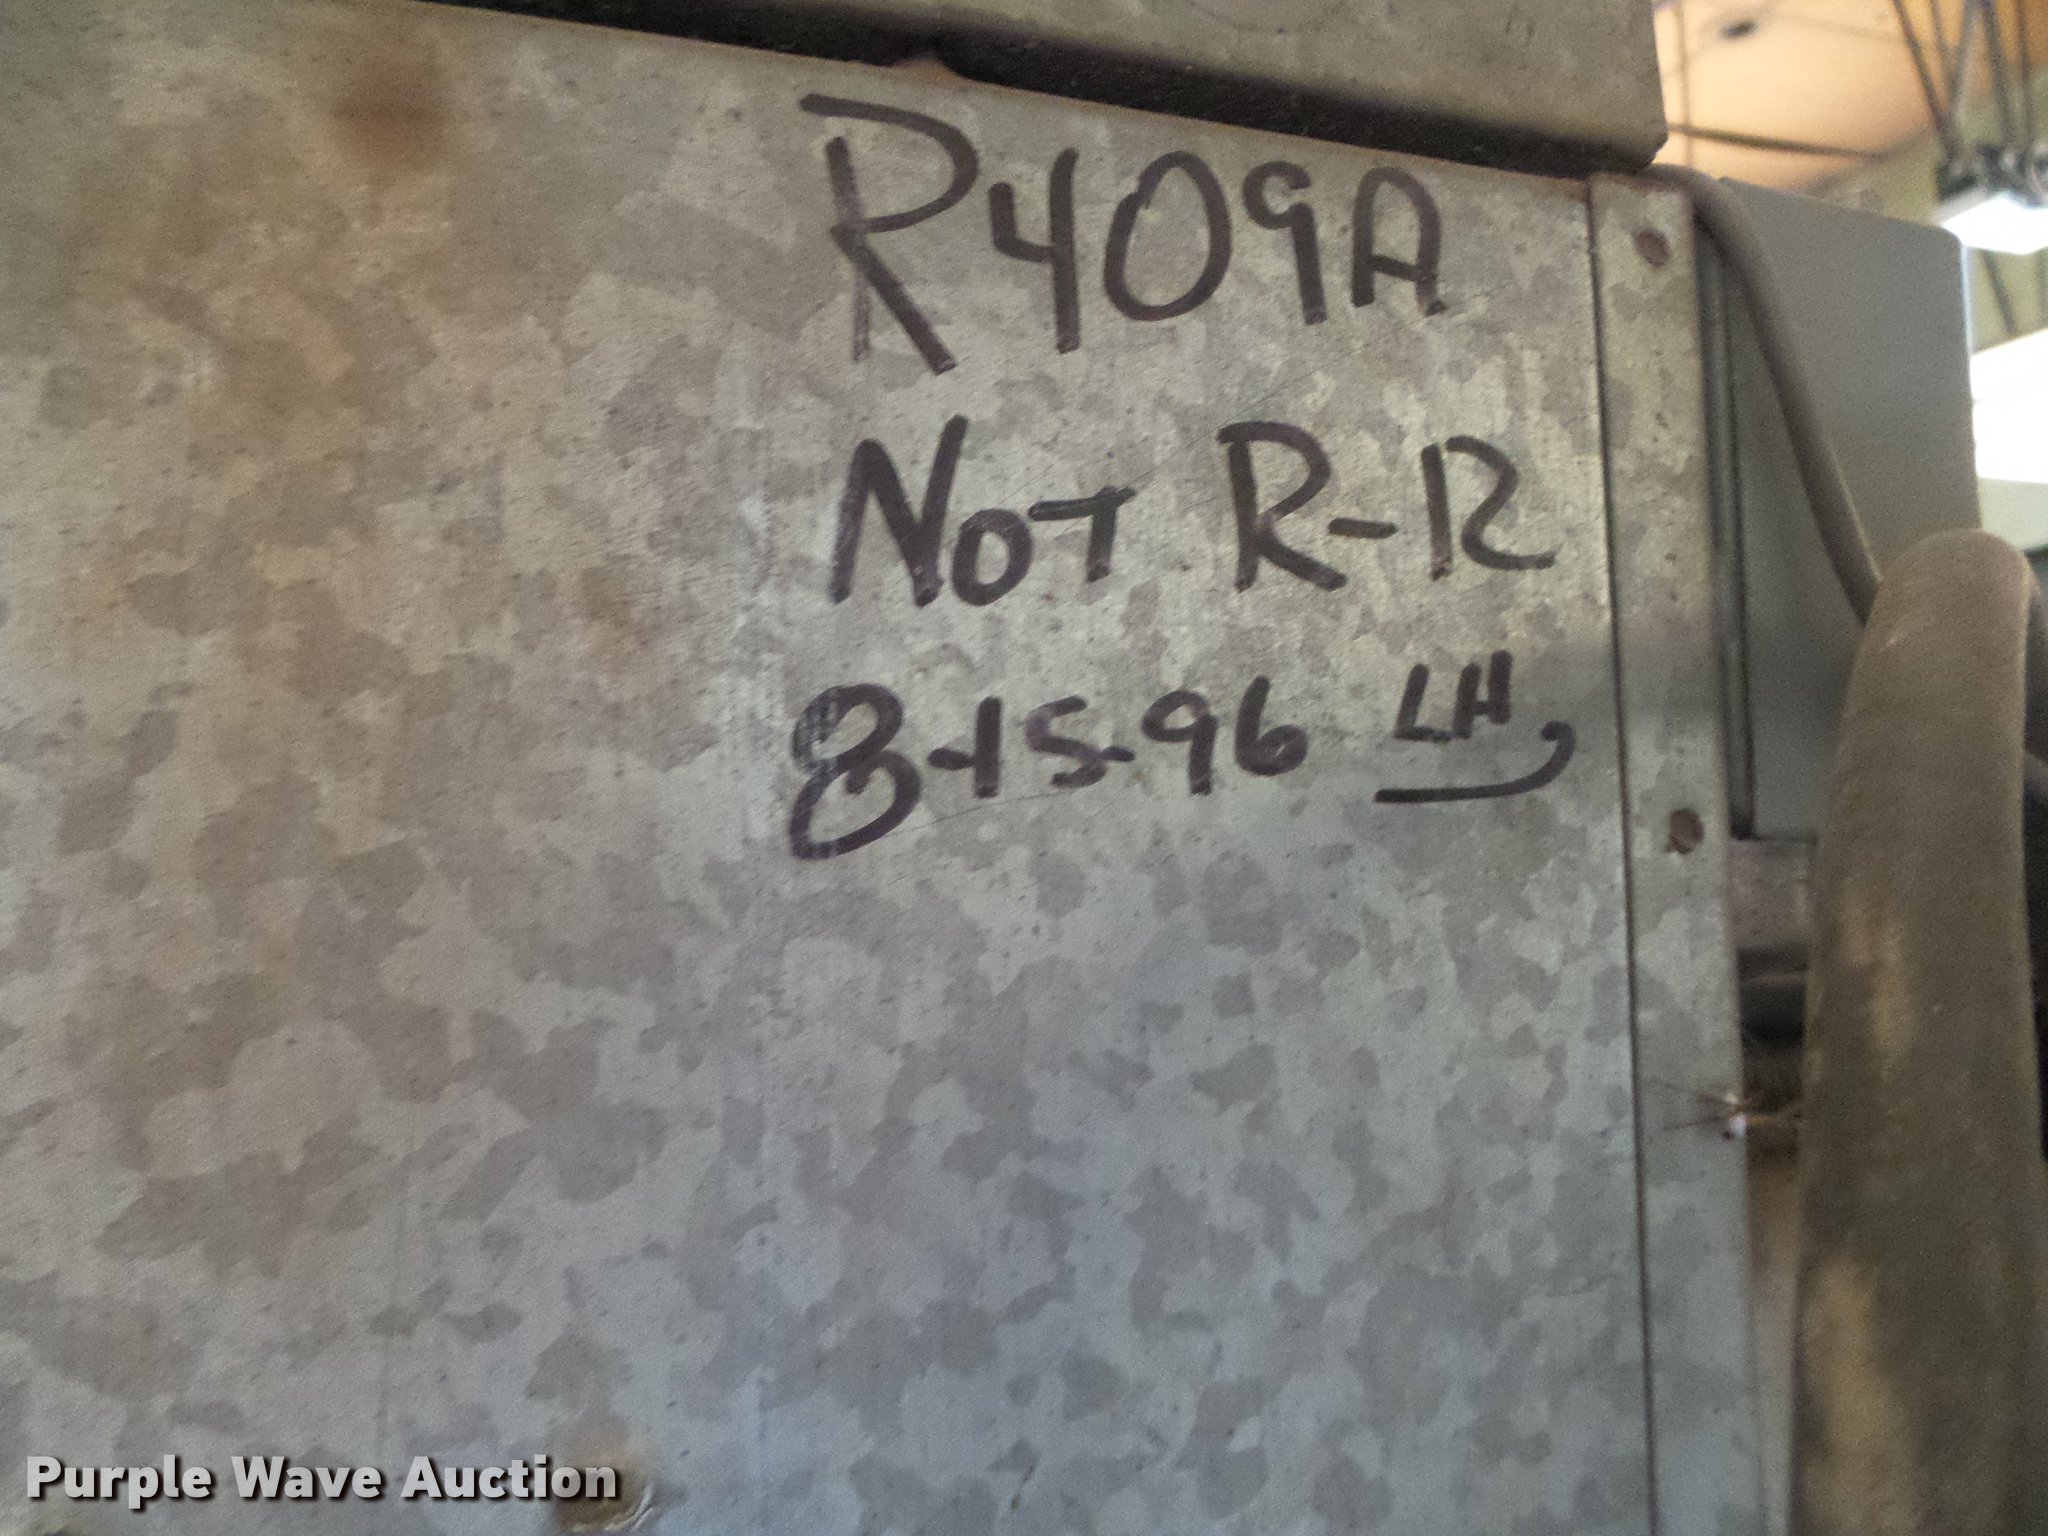 R409A
NOT R-12
8-15-96 LH
Purple Wave Auction